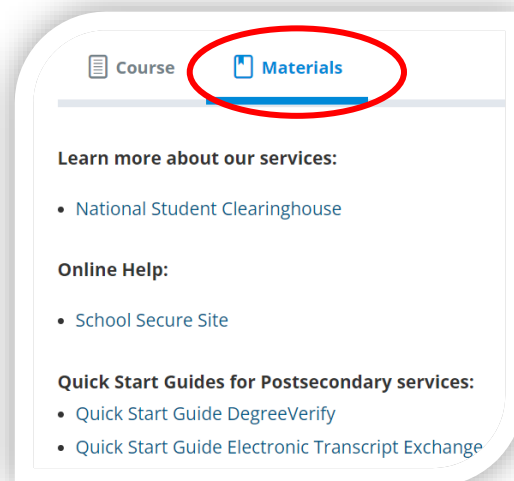 Course Materials
Learn more about our services:
• National Student Clearinghouse
Online Help:
• School Secure Site
Quick Start Guides for Postsecondary services:
• Quick Start Guide DegreeVerify
• Quick Start Guide Electronic Transcript Exchange